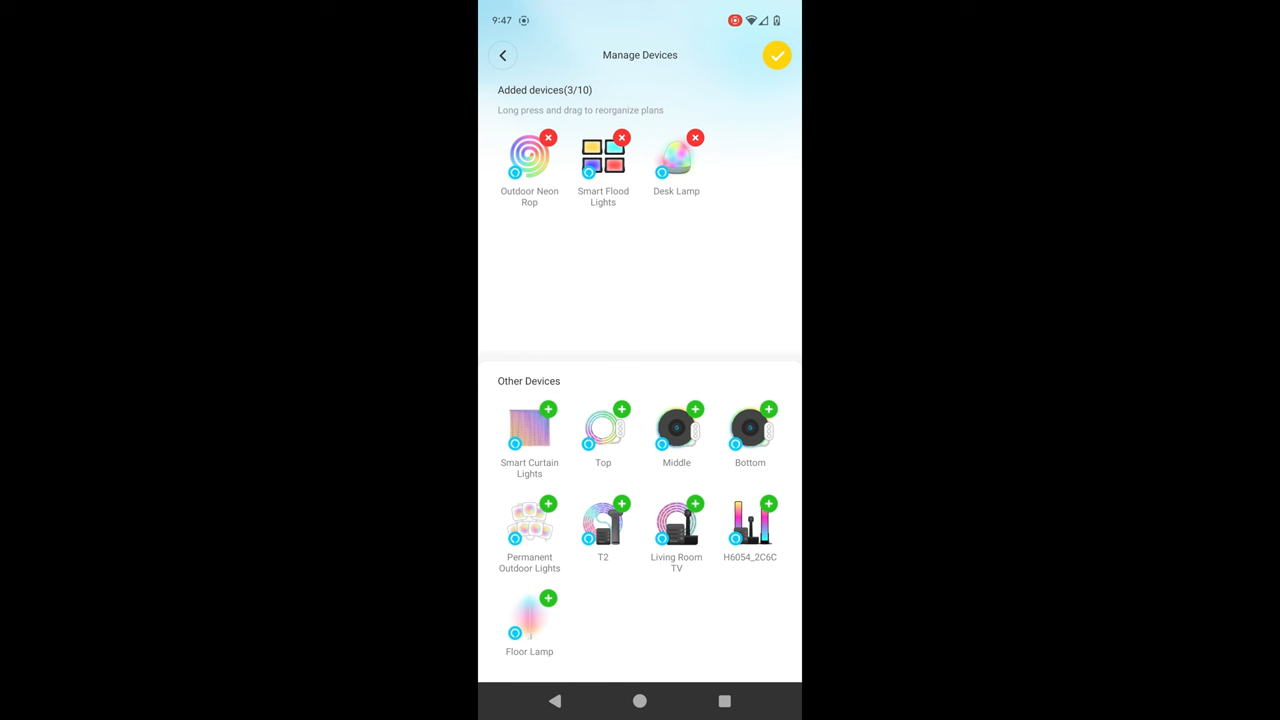 9:47
Manage Devices
Added devices(3/10)
Long press and drag to reorganize plans
Outdoor Neon
Rop
Smart Flood
Lights
Desk Lamp
Other Devices
Smart Curtain
Lights
Top
Middle
Bottom
Permanent
Outdoor Lights
T2
Living Room
TV
H6054_2C6C
Floor Lamp